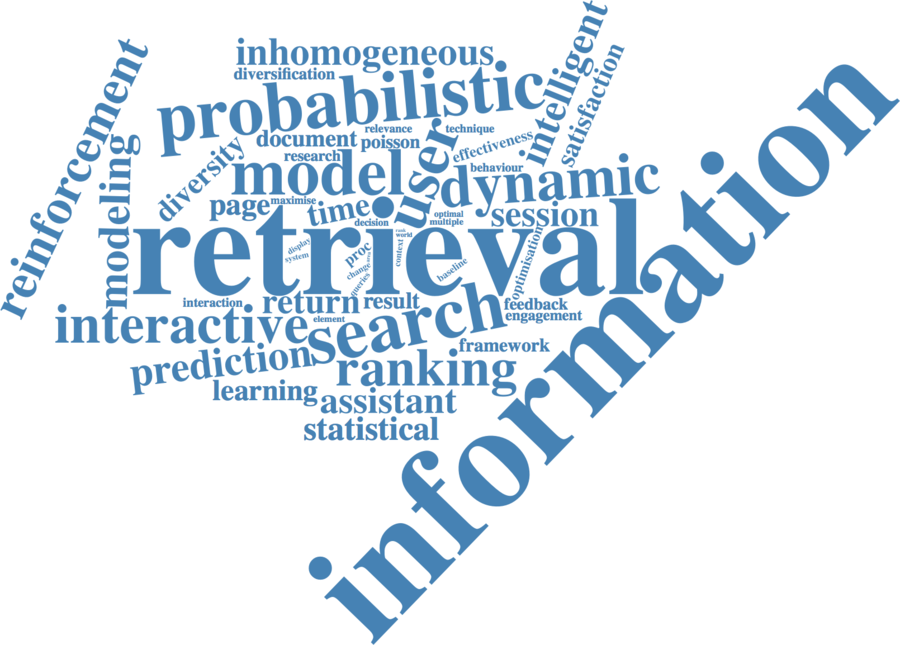 inhomogeneous
diversification
intelligent
satisfaction
reinforcement
probabilistic
relevance
technique
document
poisson
user
effectiveness
research
behaviour
modeling
diversity
model
dynamic
page
maximise
time
decision
optimal
multiple
session
information
retrieval
display
system
proc
change
queries
rank
world
context
baseline
optimisation
interaction
return
result
element
search
feedback
engagement
interactive
framework
prediction
ranking
learning
assistant
statistical